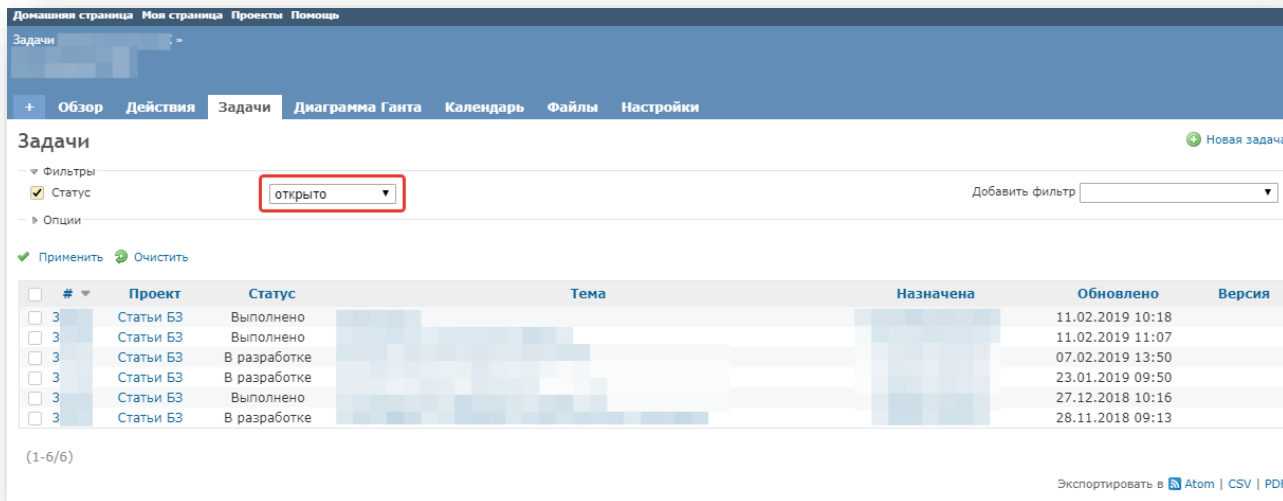 Домашняя страница Моя страница Проекты Помощь
Задачи »
+ Обзор Действия Задачи Диаграмма Ганта Календарь Файлы Настройки
Задачи
Новая задача
Фильтры
Статус открыто Добавить фильтр
Опции
Применить Очистить
# Проект Статус Тема Назначена Обновлено Версия
3 Статьи БЗ Выполнено 11.02.2019 10:18
3 Статьи БЗ Выполнено 11.02.2019 11:07
3 Статьи БЗ В разработке 07.02.2019 13:50
3 Статьи БЗ В разработке 23.01.2019 09:50
3 Статьи БЗ Выполнено 27.12.2018 10:16
3 Статьи БЗ В разработке 28.11.2018 09:13
(1-6/6)
Экспортировать в Atom | CSV | PDF